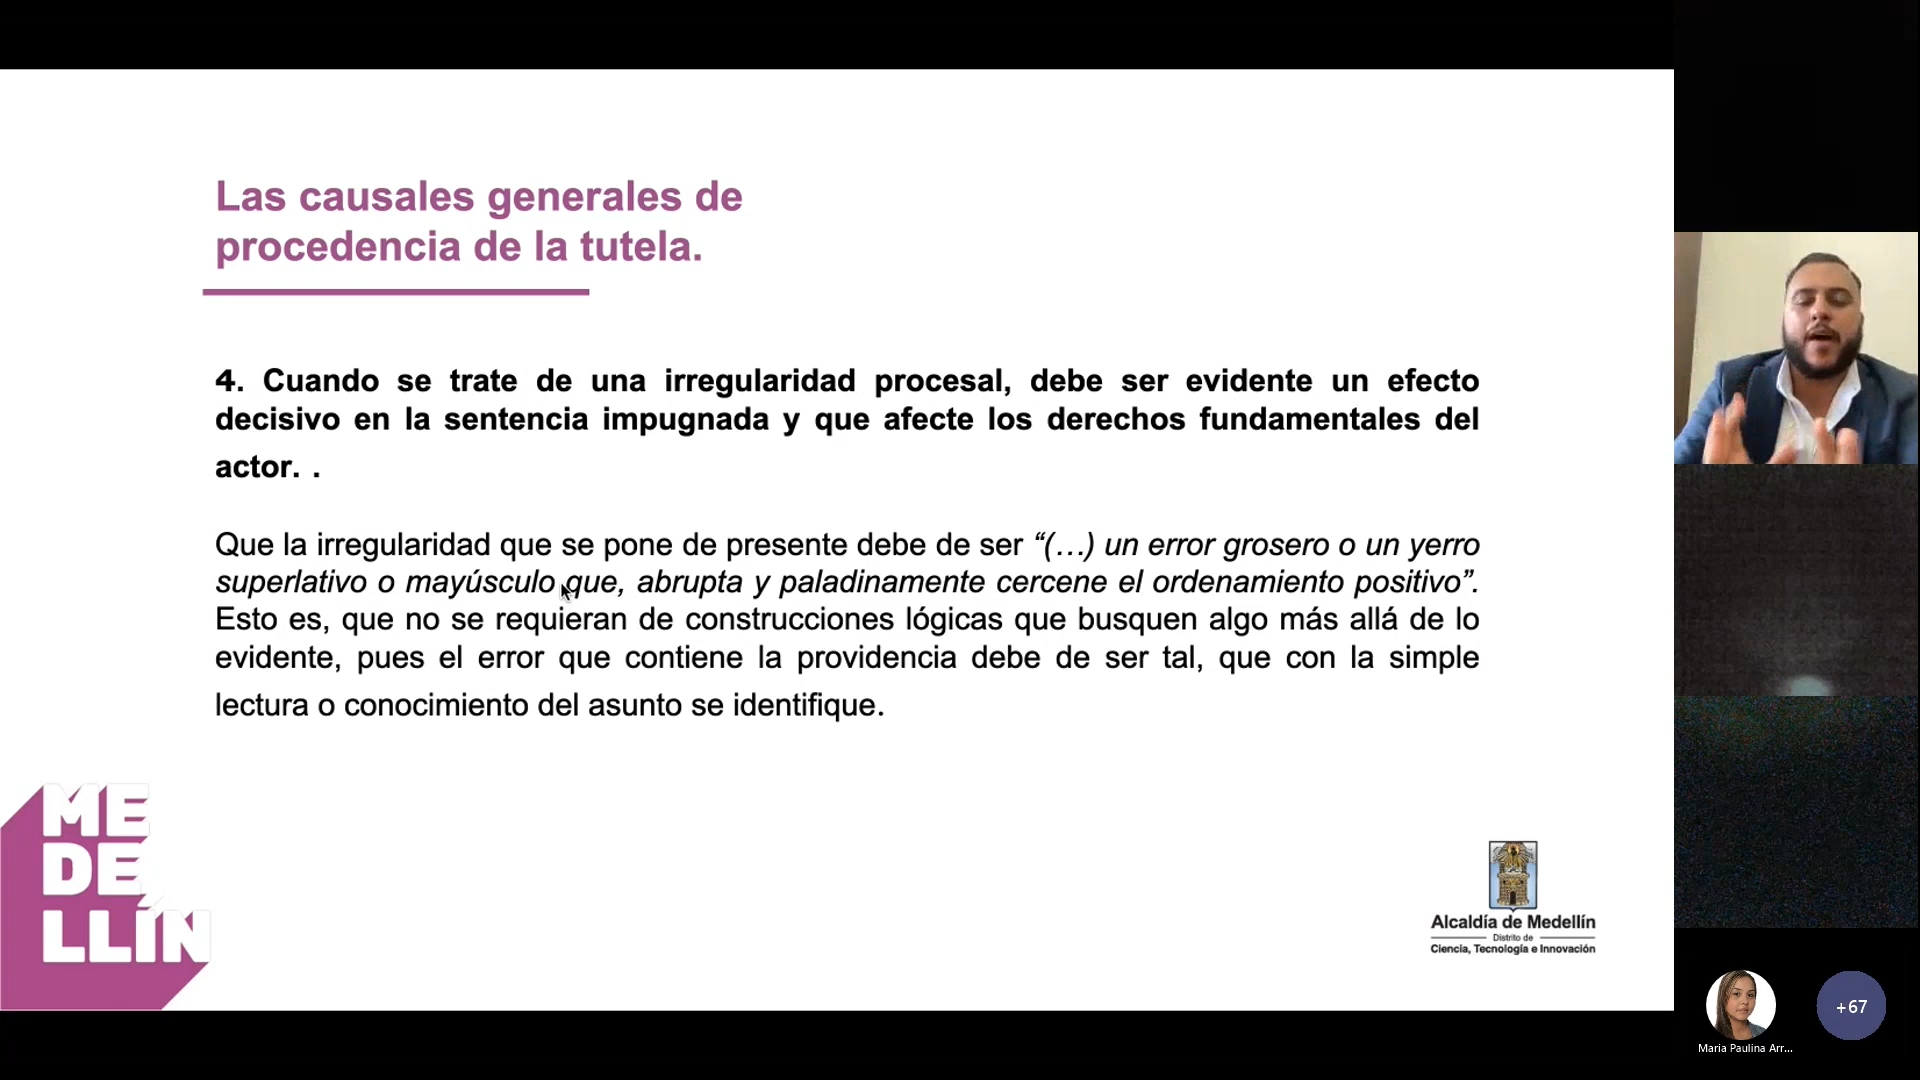 Las causales generales de
procedencia de la tutela.
4. Cuando se trate de una irregularidad procesal, debe ser evidente un efecto
decisivo en la sentencia impugnada y que afecte los derechos fundamentales del
actor. .
Que la irregularidad que se pone de presente debe de ser “(…) un error grosero o un yerro
superlativo o mayúsculo que, abrupta y paladinamente cercene el ordenamiento positivo”.
Esto es, que no se requieran de construcciones lógicas que busquen algo más allá de lo
evidente, pues el error que contiene la providencia debe de ser tal, que con la simple
lectura o conocimiento del asunto se identifique.
ME
DE
LLÍN
Alcaldía de Medellín
Distrito de
Ciencia, Tecnología e Innovación
+67
Maria Paulina Arr...